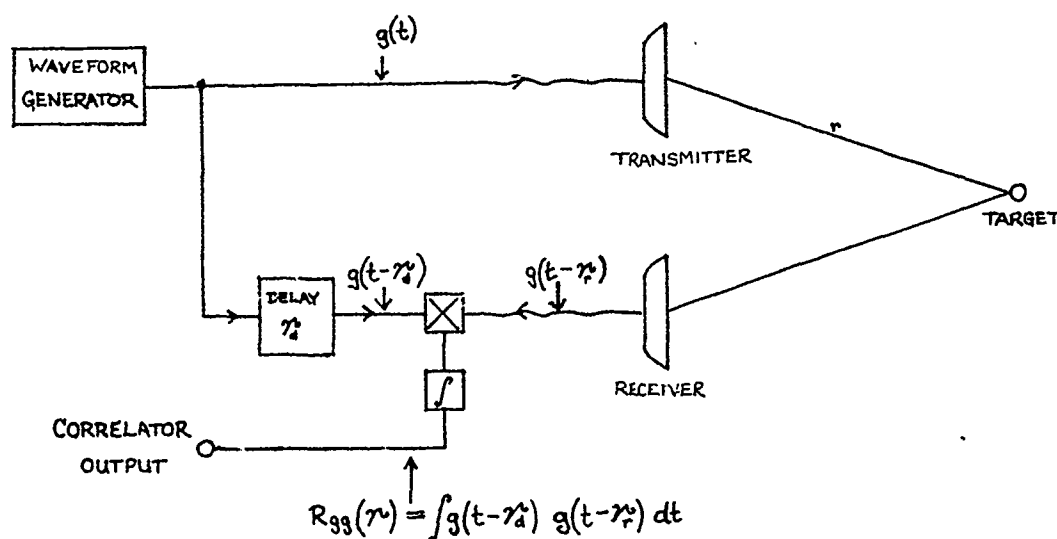 g(t)
WAVEFORM
GENERATOR
r
TRANSMITTER
TARGET
g(t-τd)
g(t-τr)
DELAY
τd
∫
RECEIVER
CORRELATOR
OUTPUT
Rgg(τ) = ∫g(t-τd) g(t-τr) dt